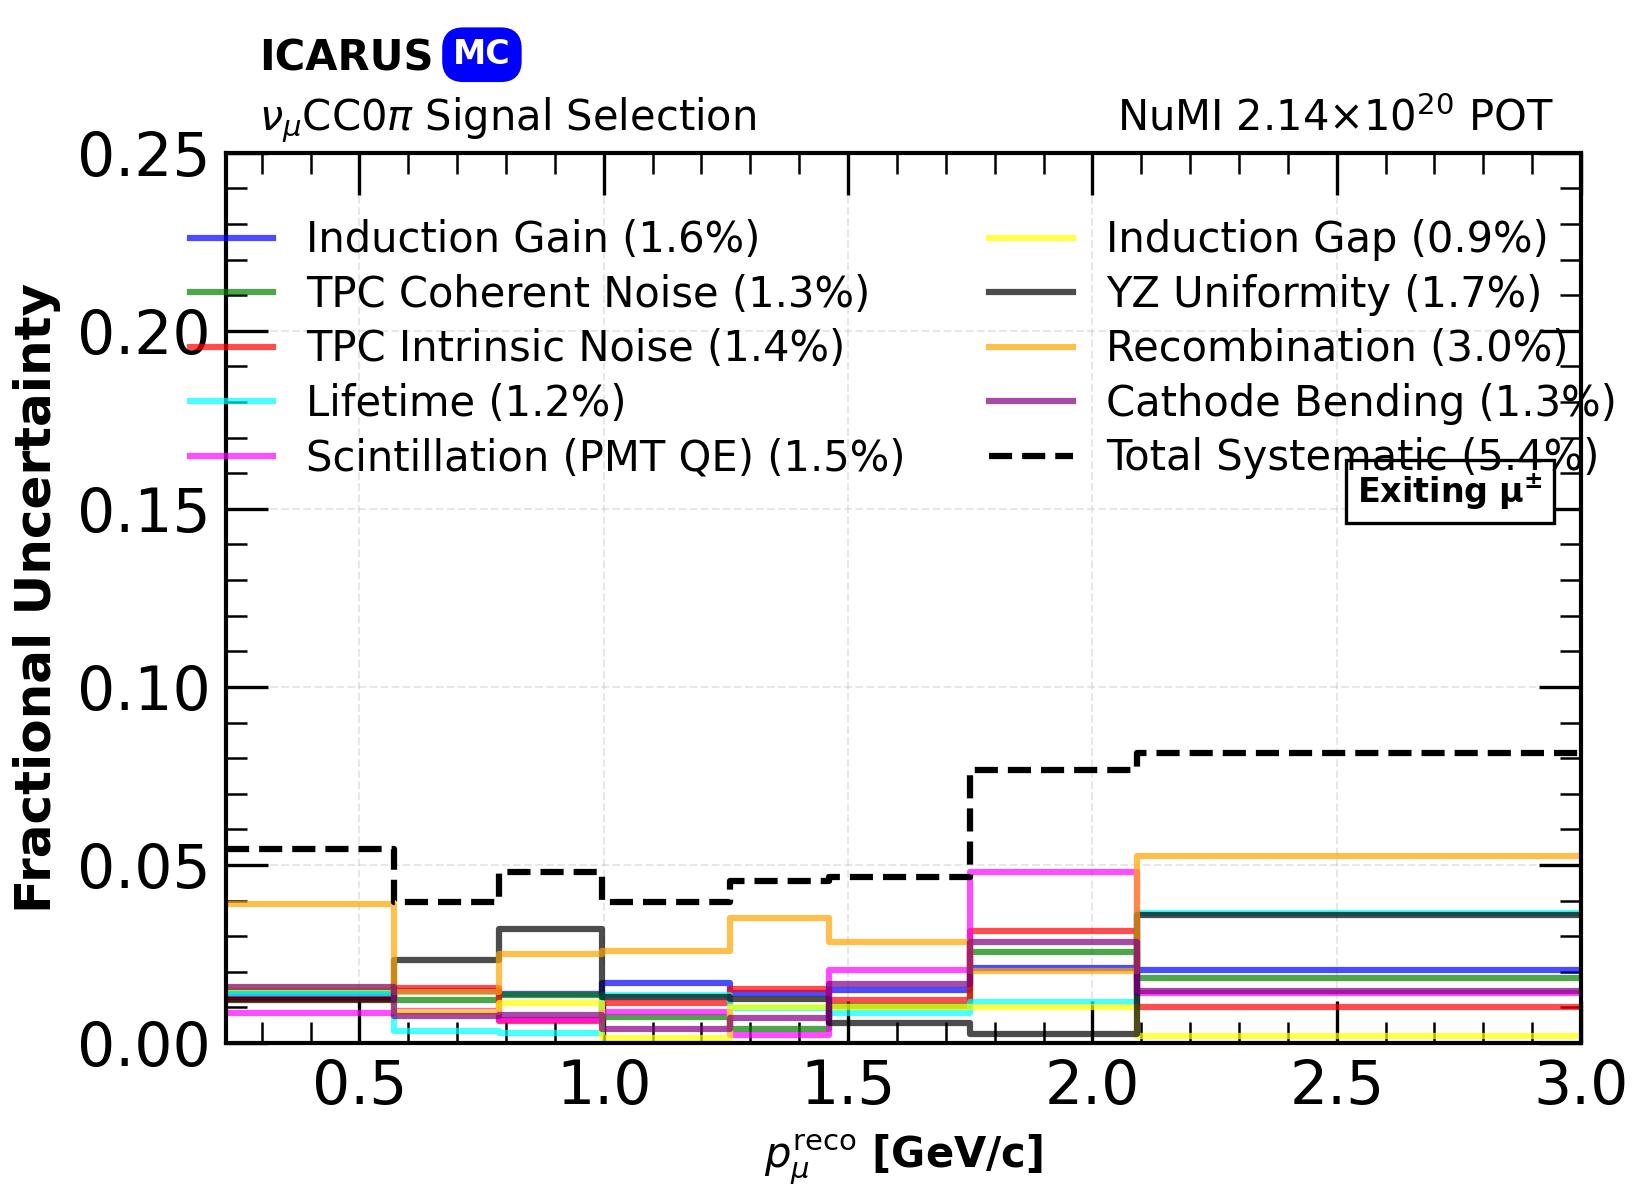 ICARUS MC
νμCC0π Signal Selection NuMI 2.14×10²⁰ POT
0.25
0.20
0.15
0.10
0.05
0.00
Fractional Uncertainty
Induction Gain (1.6%)
TPC Coherent Noise (1.3%)
TPC Intrinsic Noise (1.4%)
Lifetime (1.2%)
Scintillation (PMT QE) (1.5%)
Induction Gap (0.9%)
YZ Uniformity (1.7%)
Recombination (3.0%)
Cathode Bending (1.3%)
Total Systematic (5.4%)
Exiting μ±
0.5 1.0 1.5 2.0 2.5 3.0
pμreco [GeV/c]